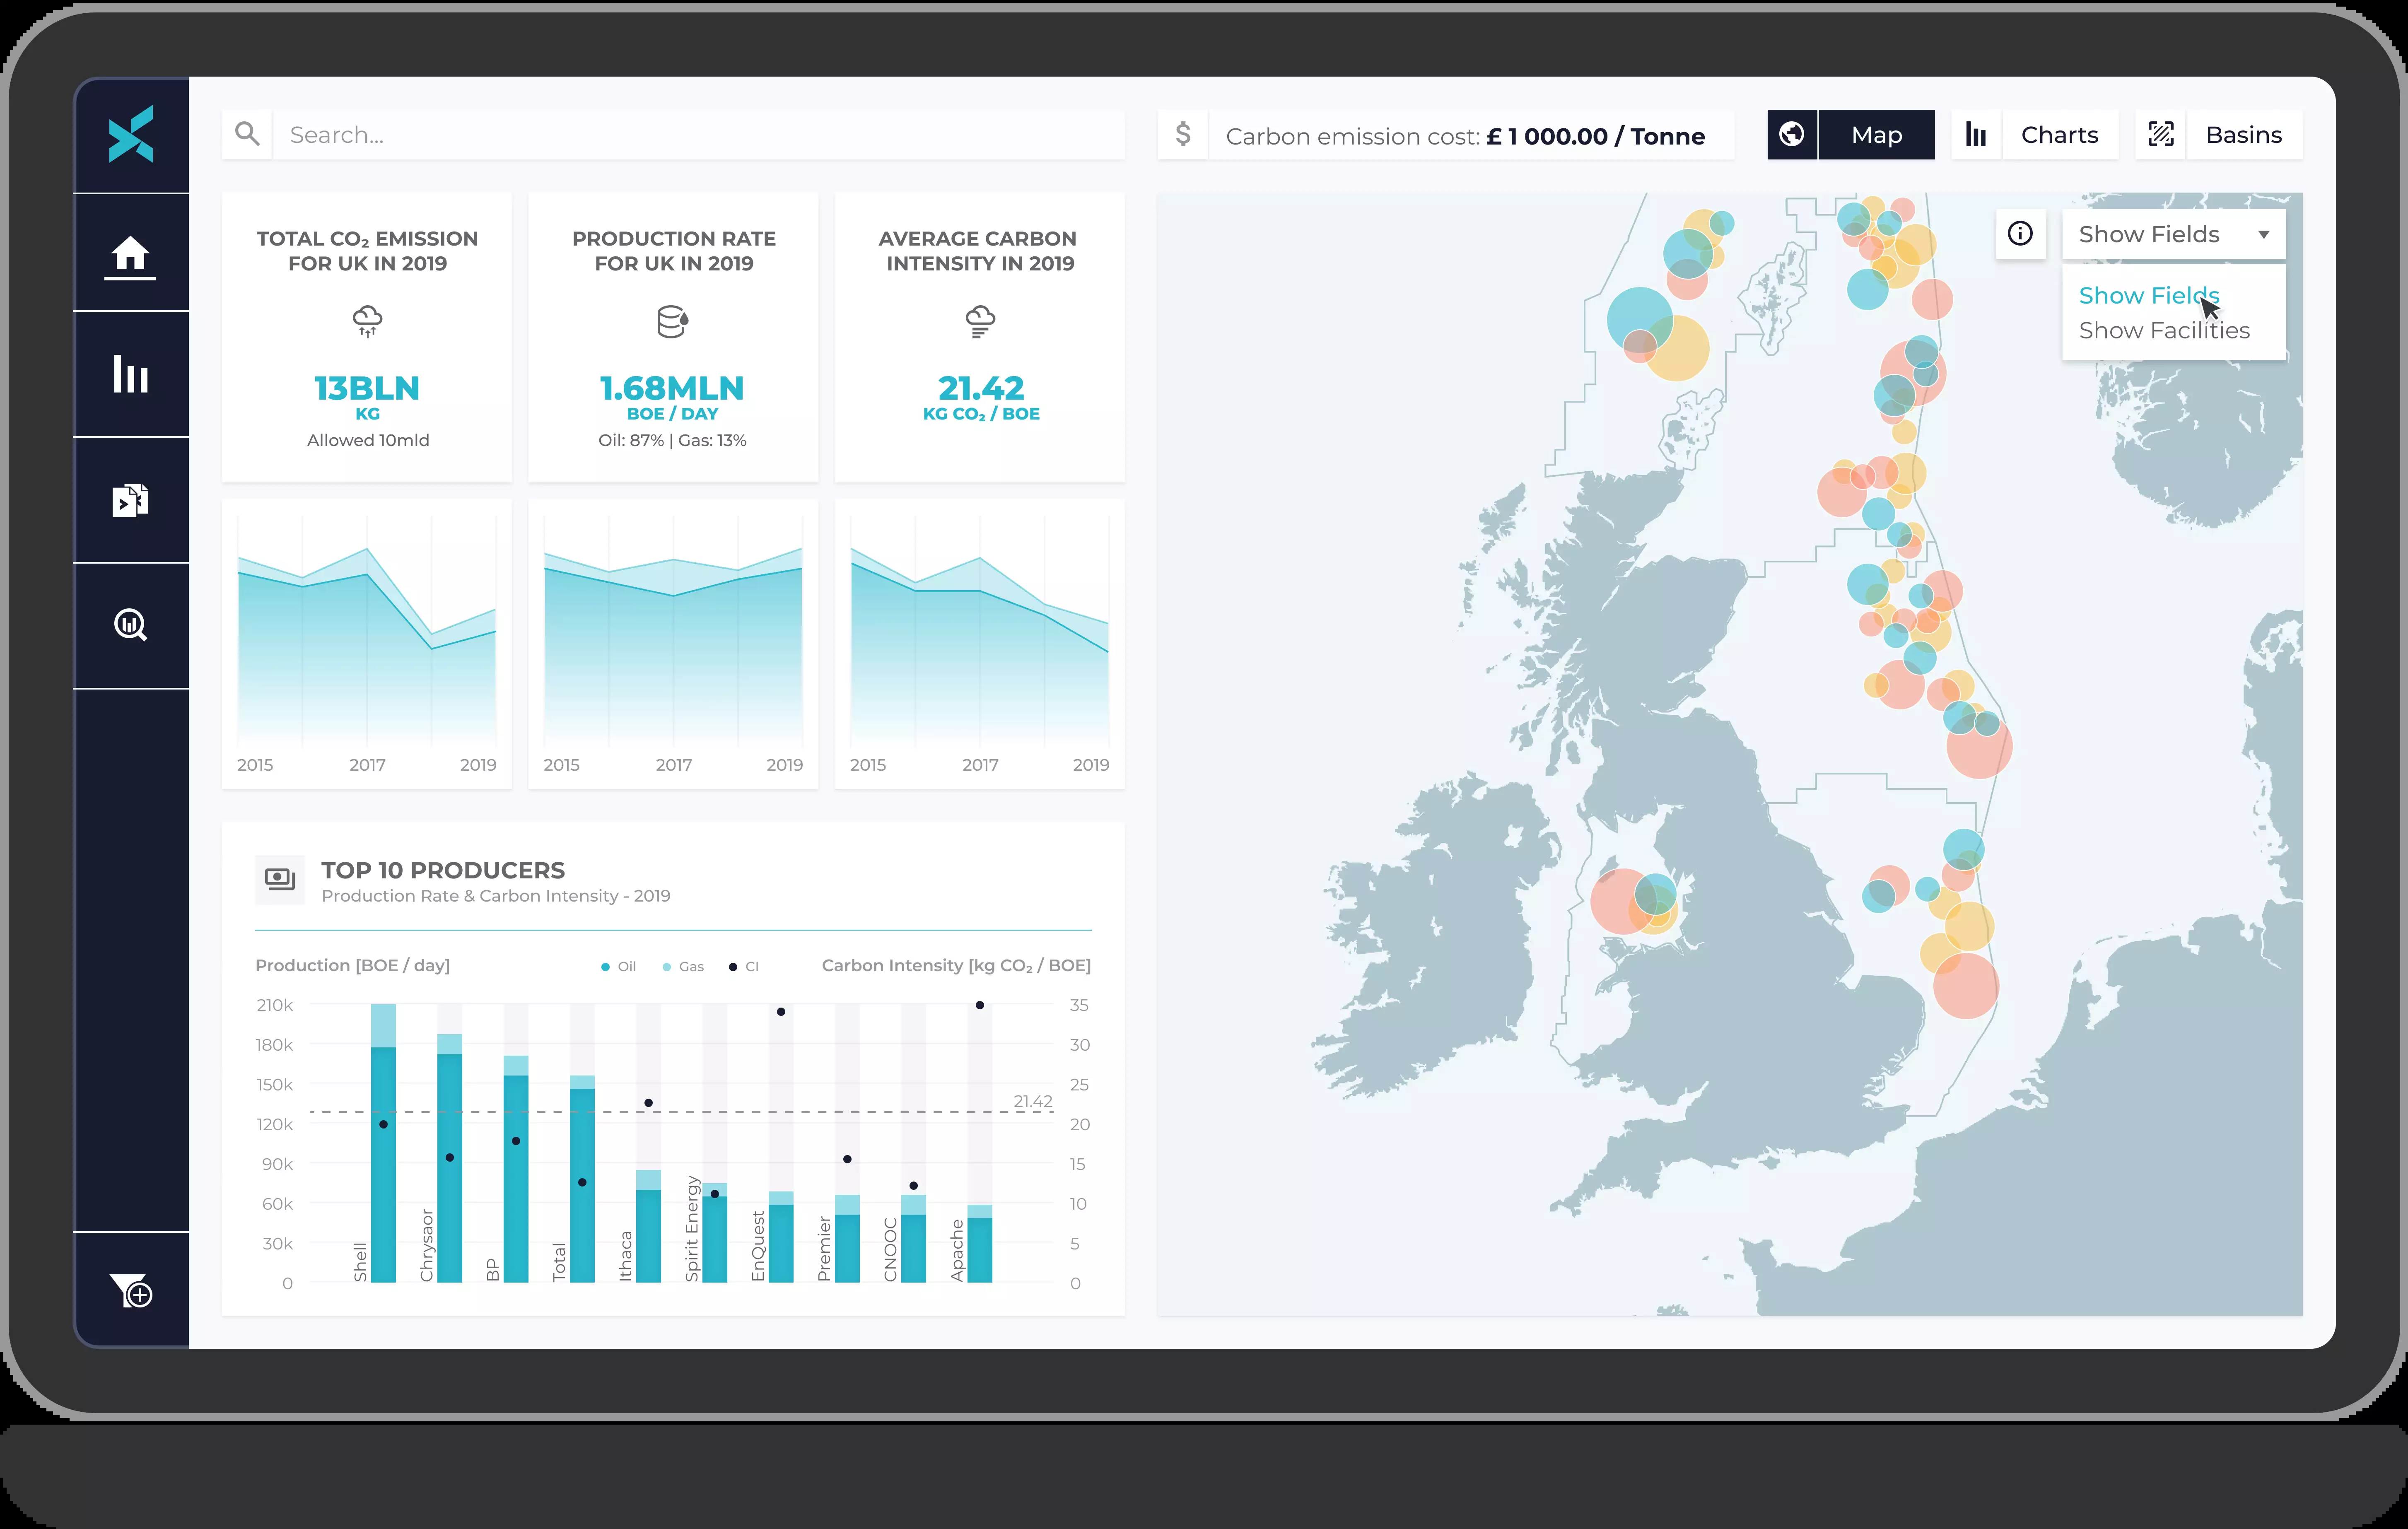 Search...
$ Carbon emission cost: £ 1 000.00 / Tonne
Map
Charts
Basins
TOTAL CO₂ EMISSION
FOR UK IN 2019
13BLN
KG
Allowed 10mld
PRODUCTION RATE
FOR UK IN 2019
1.68MLN
BOE / DAY
Oil: 87% | Gas: 13%
AVERAGE CARBON
INTENSITY IN 2019
21.42
KG CO₂ / BOE
Show Fields
Show Fields
Show Facilities
2015 2017 2019
2015 2017 2019
2015 2017 2019
TOP 10 PRODUCERS
Production Rate & Carbon Intensity - 2019
Production [BOE / day]
Oil Gas CI
Carbon Intensity [kg CO₂ / BOE]
210k 35
180k 30
150k 25
21.42
120k 20
90k 15
60k 10
30k 5
0 0
Shell
Chrysaor
BP
Total
Ithaca
Spirit Energy
EnQuest
Premier
CNOOC
Apache